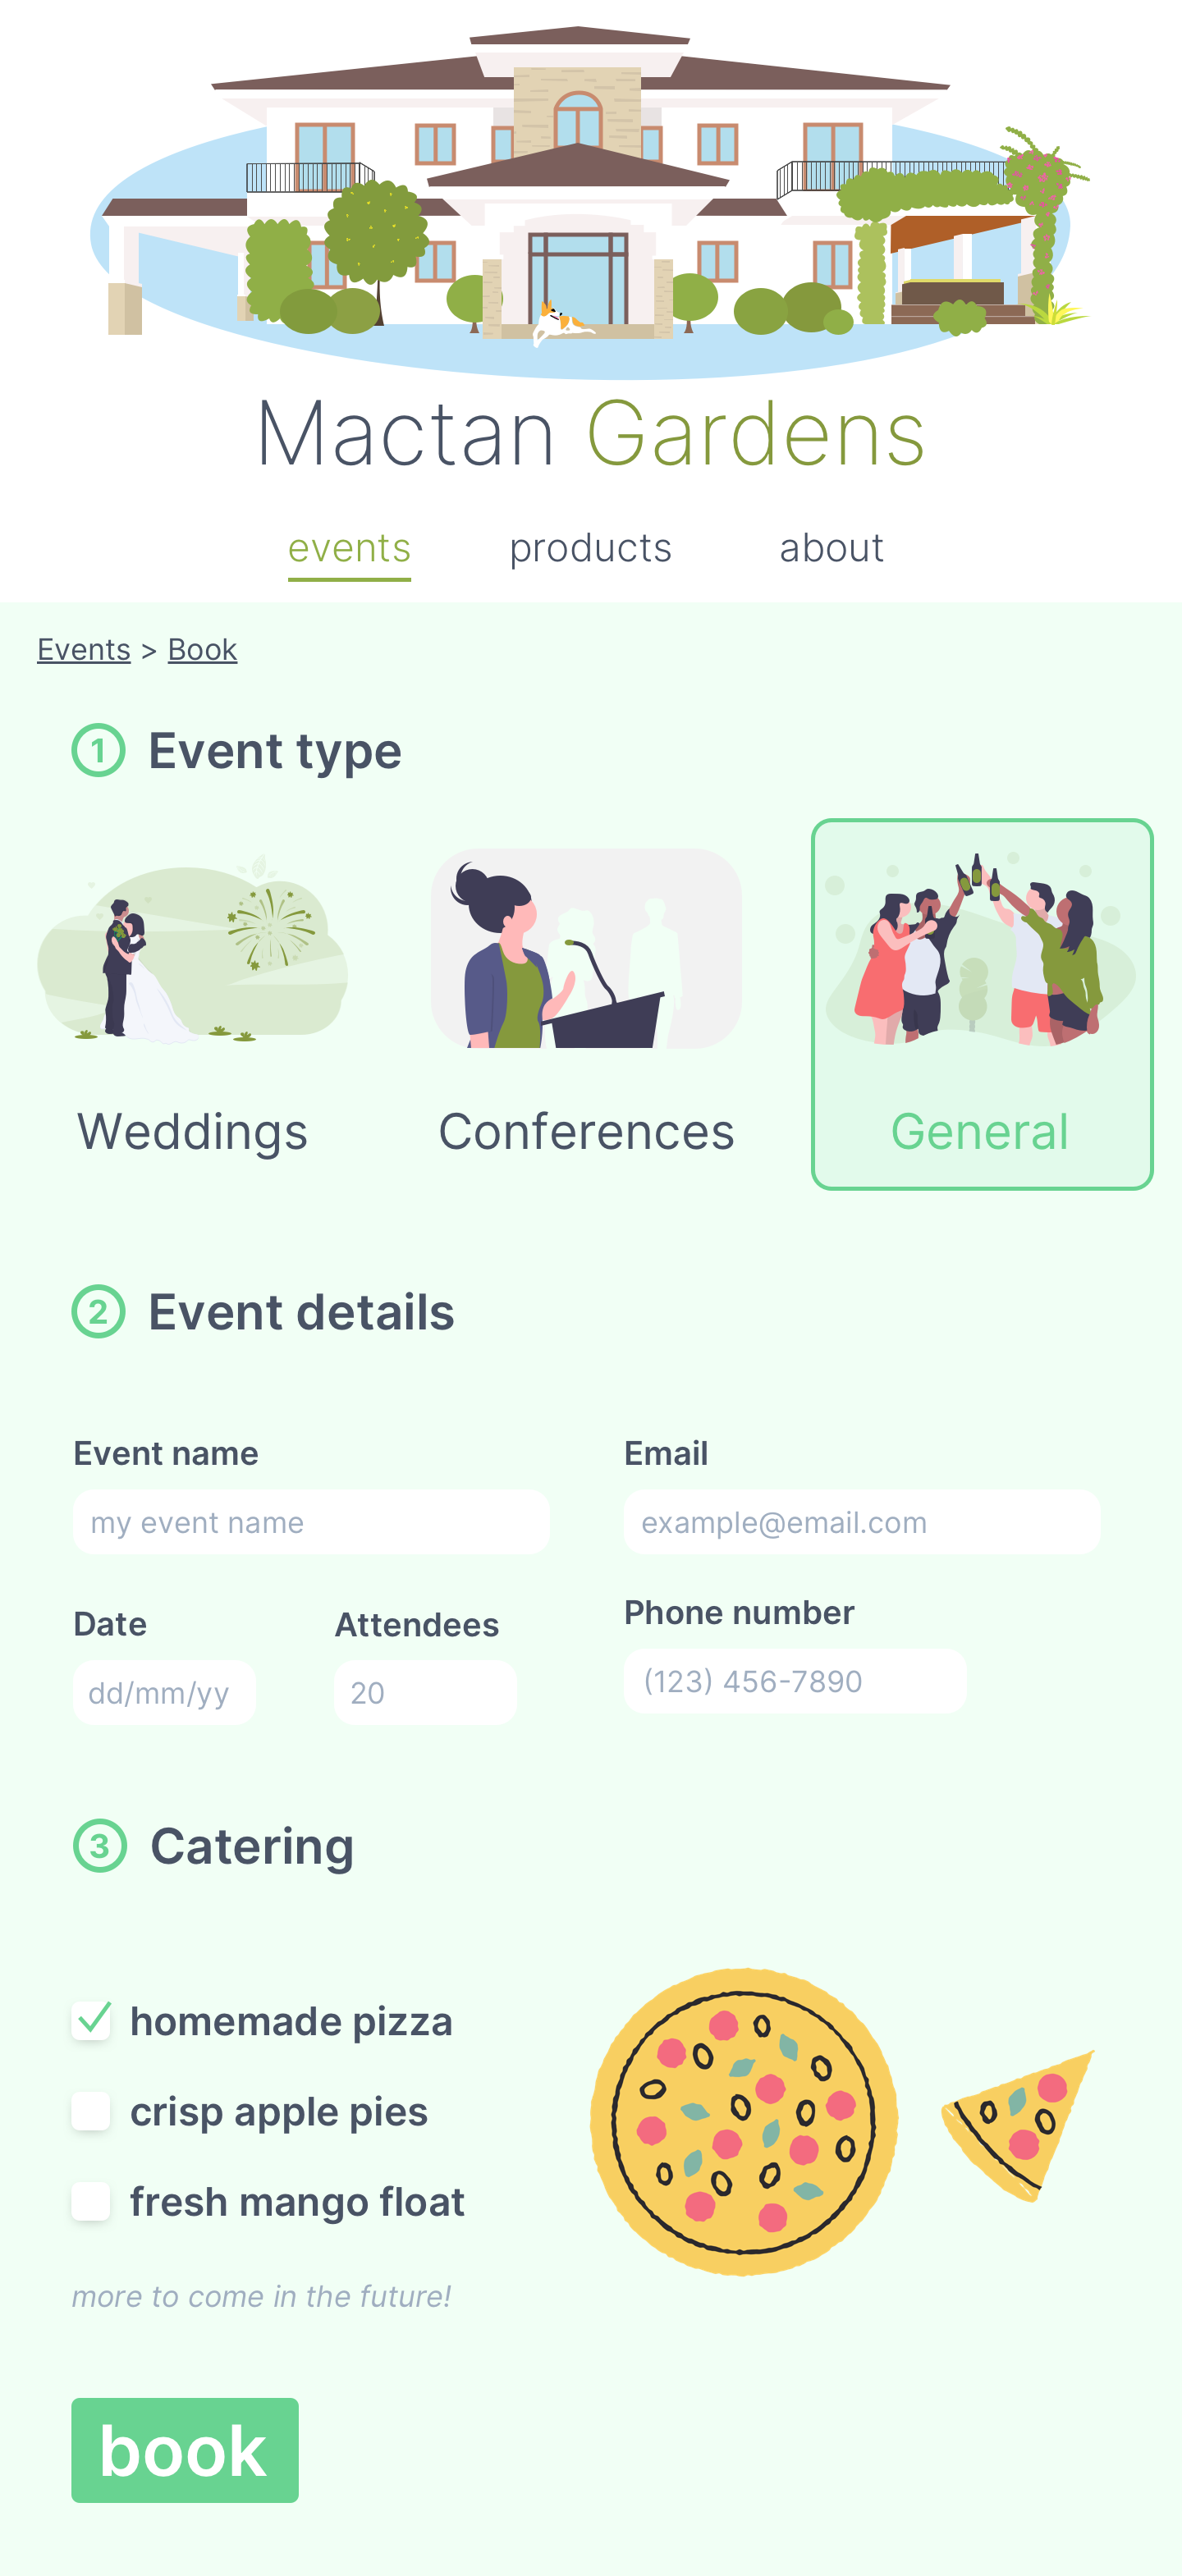 Mactan Gardens
events products about
Events > Book
1 Event type
Weddings Conferences General
2 Event details
Event name Email
my event name example@email.com
Date Attendees Phone number
dd/mm/yy 20 (123) 456-7890
3 Catering
homemade pizza
crisp apple pies
fresh mango float
more to come in the future!
book